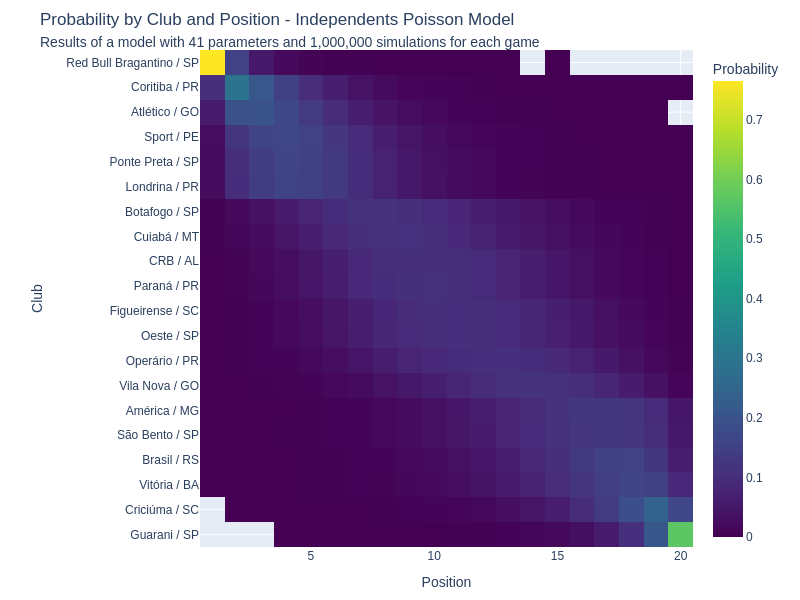 Probability by Club and Position - Independents Poisson Model
Results of a model with 41 parameters and 1,000,000 simulations for each game
Probability
Red Bull Bragantino / SP
Coritiba / PR
Atlético / GO
Sport / PE
Ponte Preta / SP
Londrina / PR
Botafogo / SP
Cuiabá / MT
CRB / AL
Paraná / PR
Figueirense / SC
Oeste / SP
Operário / PR
Vila Nova / GO
América / MG
São Bento / SP
Brasil / RS
Vitória / BA
Criciúma / SC
Guarani / SP
Club
0.7
0.6
0.5
0.4
0.3
0.2
0.1
0
5
10
15
20
Position